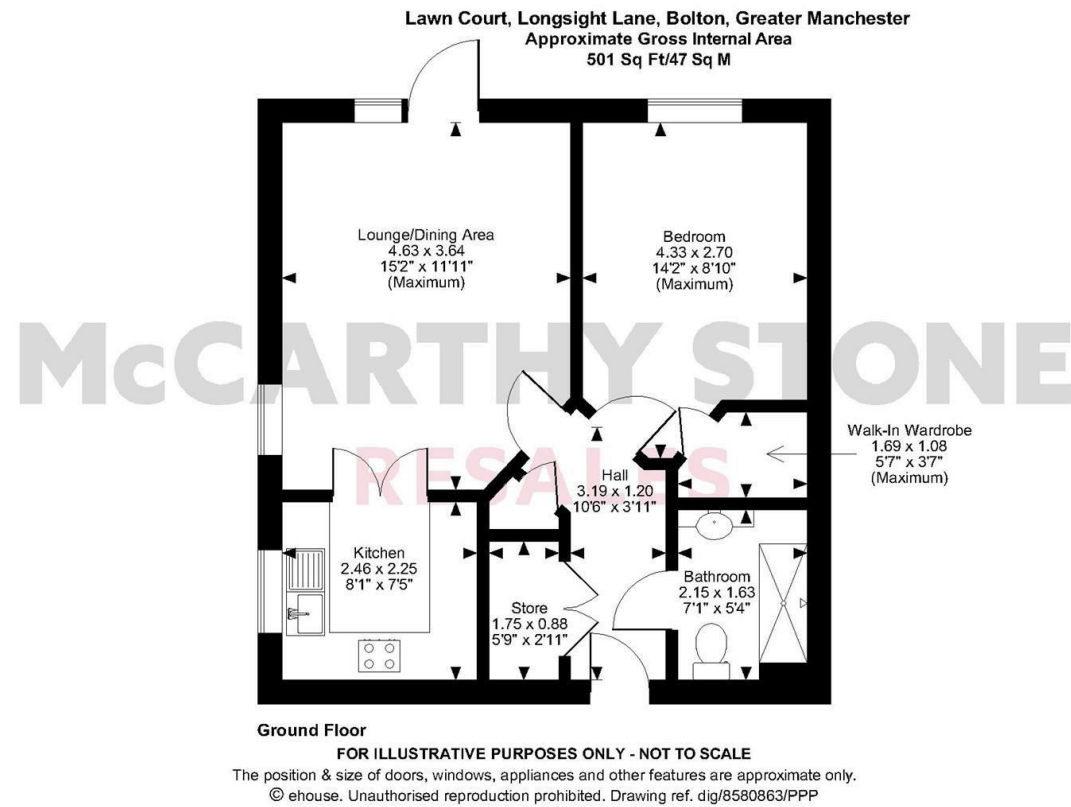 Lawn Court, Longsight Lane, Bolton, Greater Manchester
Approximate Gross Internal Area
501 Sq Ft/47 Sq M
Lounge/Dining Area
4.63 x 3.64
15'2" x 11'11"
(Maximum)
Bedroom
4.33 x 2.70
14'2" x 8'10"
(Maximum)
McCARTHY STONE
RESALES
Walk-In Wardrobe
1.69 x 1.08
5'7" x 3'7"
(Maximum)
Hall
3.19 x 1.20
10'6" x 3'11"
Kitchen
2.46 x 2.25
8'1" x 7'5"
Store
1.75 x 0.88
5'9" x 2'11"
Bathroom
2.15 x 1.63
7'1" x 5'4"
Ground Floor
FOR ILLUSTRATIVE PURPOSES ONLY - NOT TO SCALE
The position & size of doors, windows, appliances and other features are approximate only.
© ehouse. Unauthorised reproduction prohibited. Drawing ref. dig/8580863/PPP